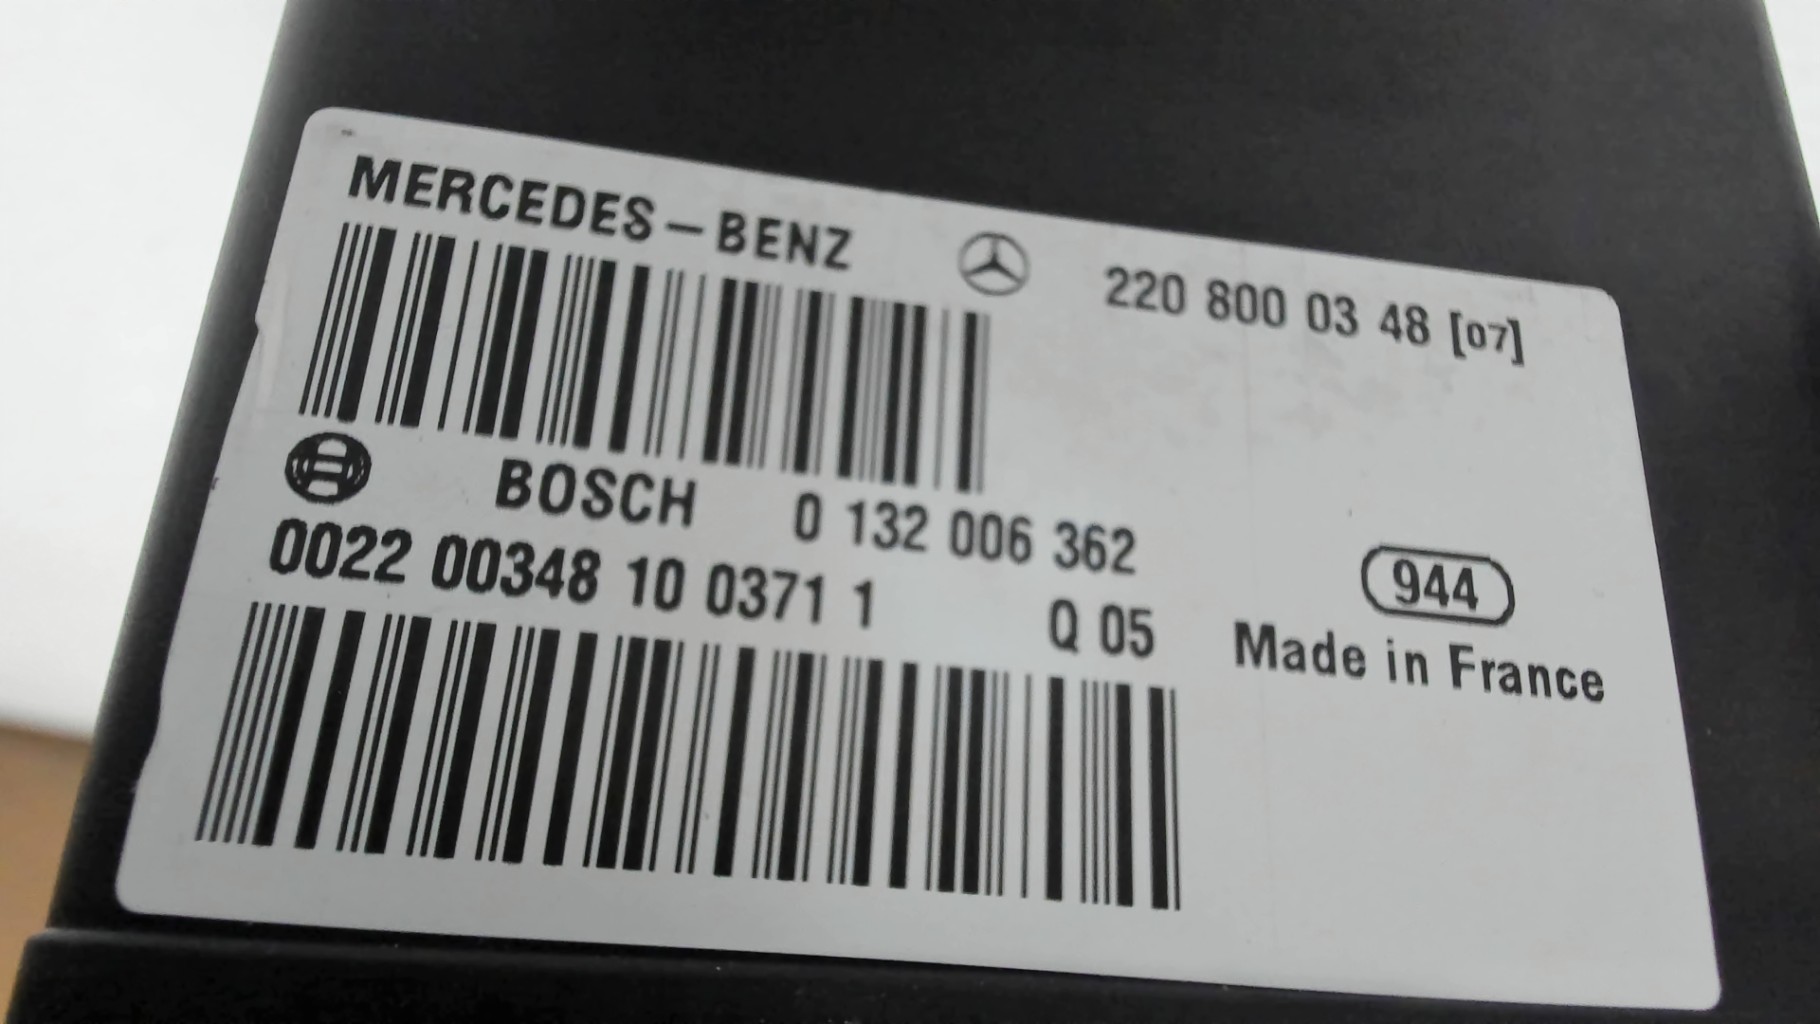 MERCEDES-BENZ 220 800 03 48 [07]
BOSCH 0 132 006 362
0022 00348 10 0371 1 Q 05
944
Made in France